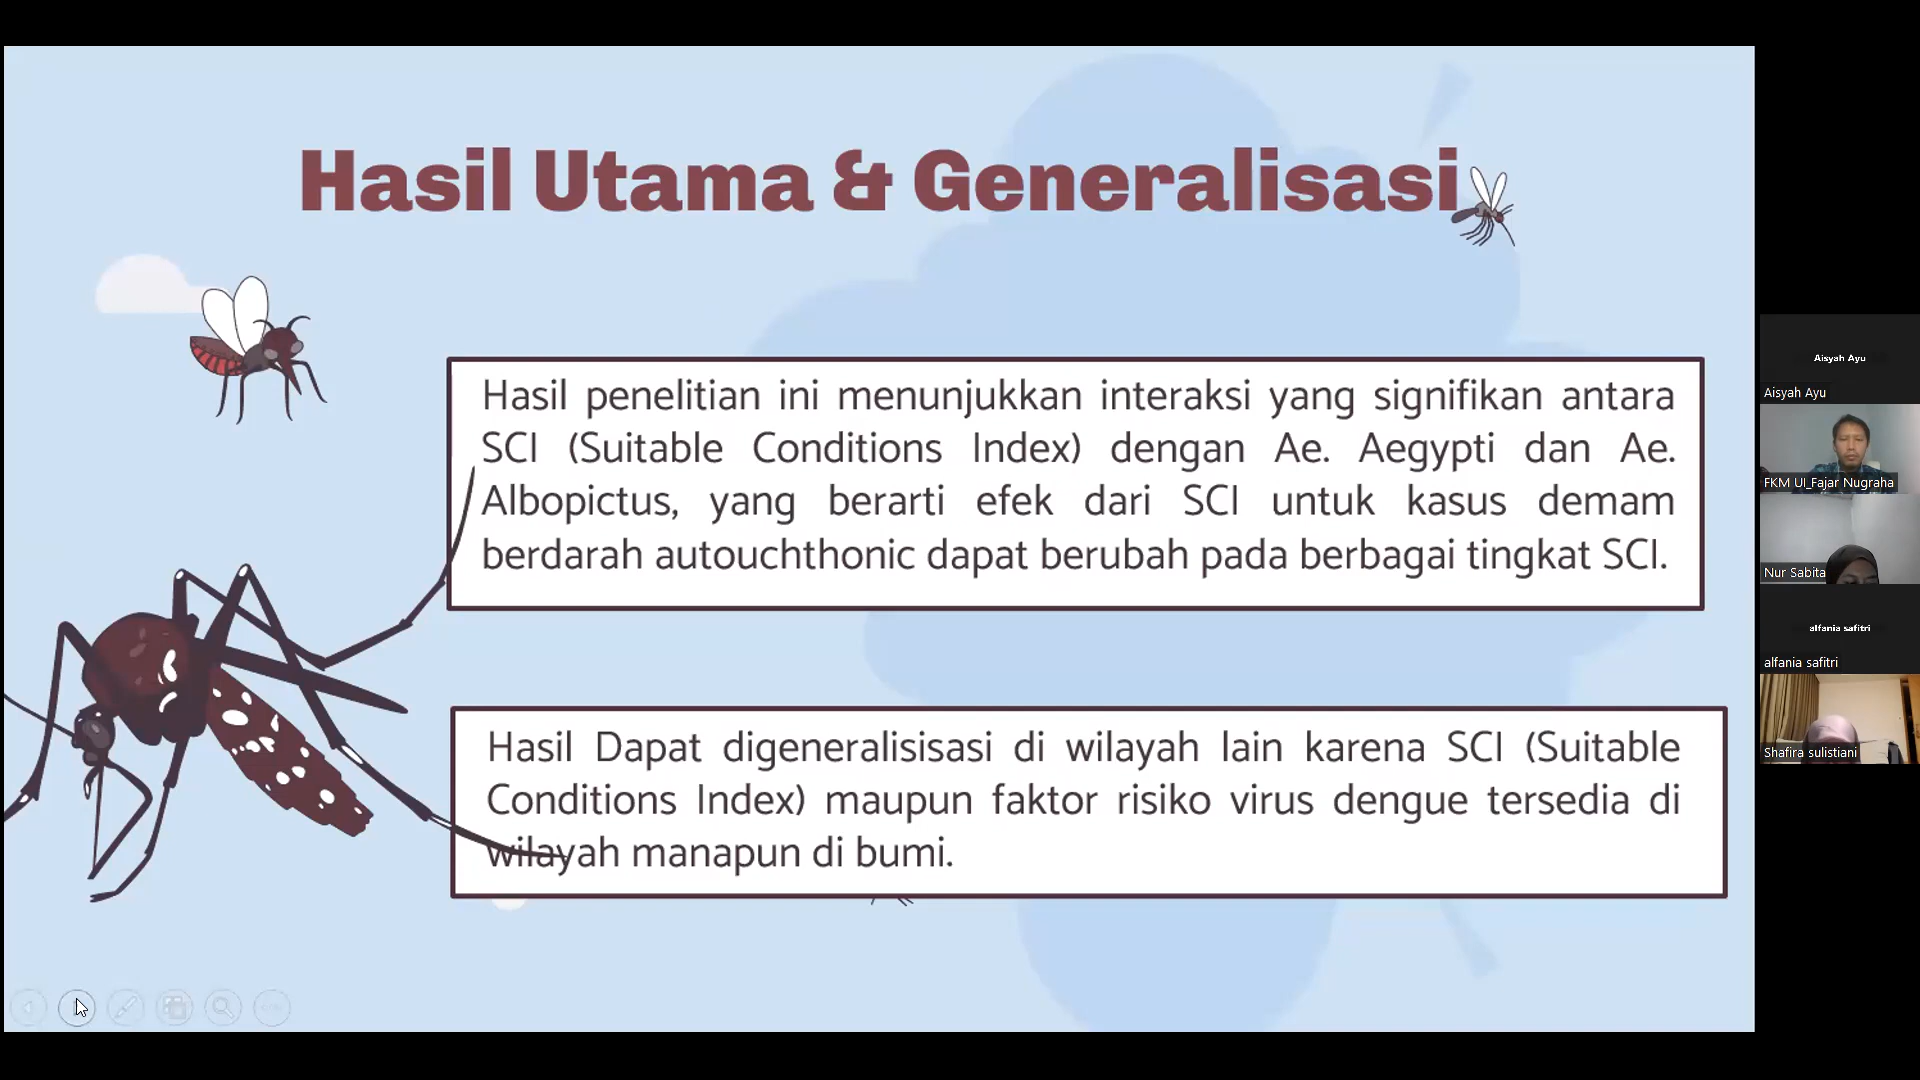 Hasil Utama & Generalisasi
Hasil penelitian ini menunjukkan interaksi yang signifikan antara
SCI (Suitable Conditions Index) dengan Ae. Aegypti dan Ae.
Albopictus, yang berarti efek dari SCI untuk kasus demam
berdarah autouchthonic dapat berubah pada berbagai tingkat SCI.
Hasil Dapat digeneralisisasi di wilayah lain karena SCI (Suitable
Conditions Index) maupun faktor risiko virus dengue tersedia di
wilayah manapun di bumi.
Aisyah Ayu
Aisyah Ayu
FKM UI_Fajar Nugraha
Nur Sabita
alfania safitri
alfania safitri
Shafira sulistiani